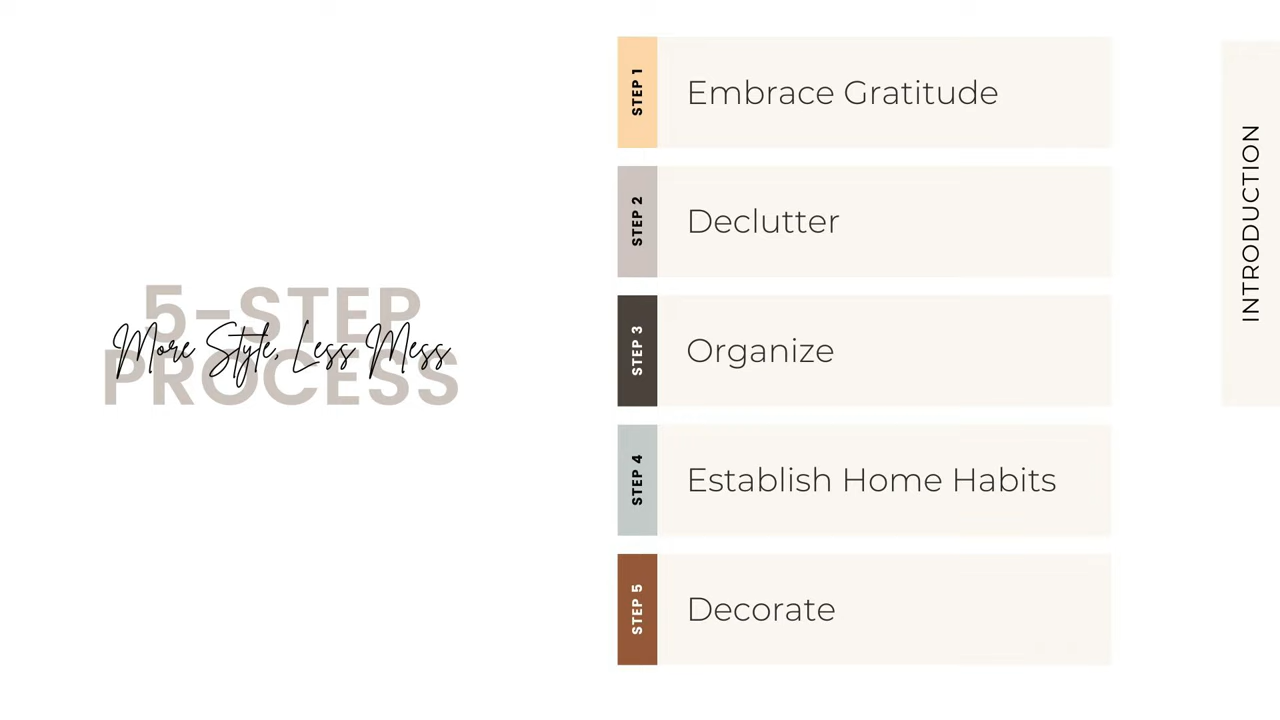 5-STEP
More Style, Less Mess
PROCESS
STEP 1
Embrace Gratitude
STEP 2
Declutter
STEP 3
Organize
STEP 4
Establish Home Habits
STEP 5
Decorate
INTRODUCTION